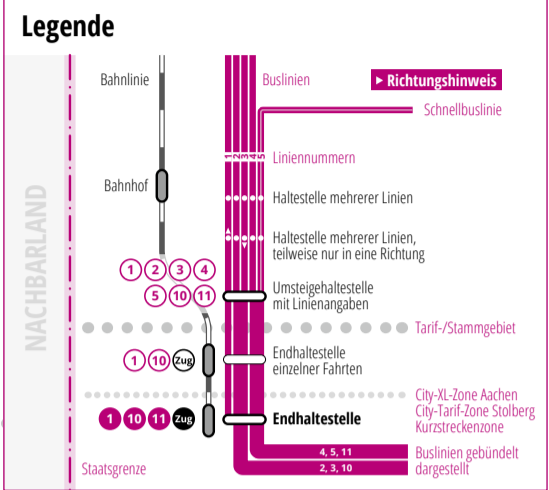 Legende
NACHBARLAND
Bahnlinie
Buslinien
Richtungshinweis
Schnellbuslinie
1 2 3 4 5
Liniennummern
Bahnhof
Haltestelle mehrerer Linien
Haltestelle mehrerer Linien,
teilweise nur in eine Richtung
1 2 3 4
5 10 11
Umsteigehaltestelle
mit Linienangaben
Tarif-/Stammgebiet
1 10 Zug
Endhaltestelle
einzelner Fahrten
City-XL-Zone Aachen
City-Tarif-Zone Stolberg
Kurzstreckenzone
1 10 11 Zug
Endhaltestelle
4, 5, 11
2, 3, 10
Buslinien gebündelt
dargestellt
Staatsgrenze